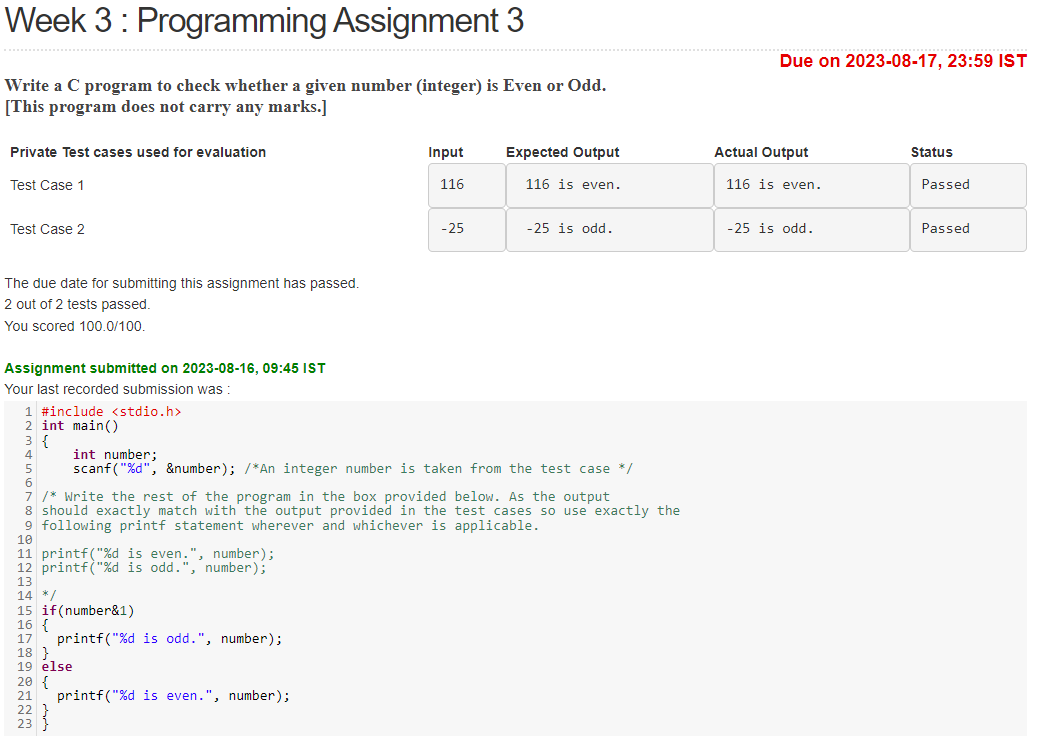 Week 3 : Programming Assignment 3
Due on 2023-08-17, 23:59 IST
Write a C program to check whether a given number (integer) is Even or Odd.
[This program does not carry any marks.]
Private Test cases used for evaluation Input Expected Output Actual Output Status
Test Case 1 116 116 is even. 116 is even. Passed
Test Case 2 -25 -25 is odd. -25 is odd. Passed
The due date for submitting this assignment has passed.
2 out of 2 tests passed.
You scored 100.0/100.
Assignment submitted on 2023-08-16, 09:45 IST
Your last recorded submission was :
1 #include <stdio.h>
2 int main()
3 {
4     int number;
5     scanf("%d", &number); /*An integer number is taken from the test case */
6
7 /* Write the rest of the program in the box provided below. As the output
8 should exactly match with the output provided in the test cases so use exactly the
9 following printf statement wherever and whichever is applicable.
10
11 printf("%d is even.", number);
12 printf("%d is odd.", number);
13
14 */
15 if(number&1)
16 {
17   printf("%d is odd.", number);
18 }
19 else
20 {
21   printf("%d is even.", number);
22 }
23 }